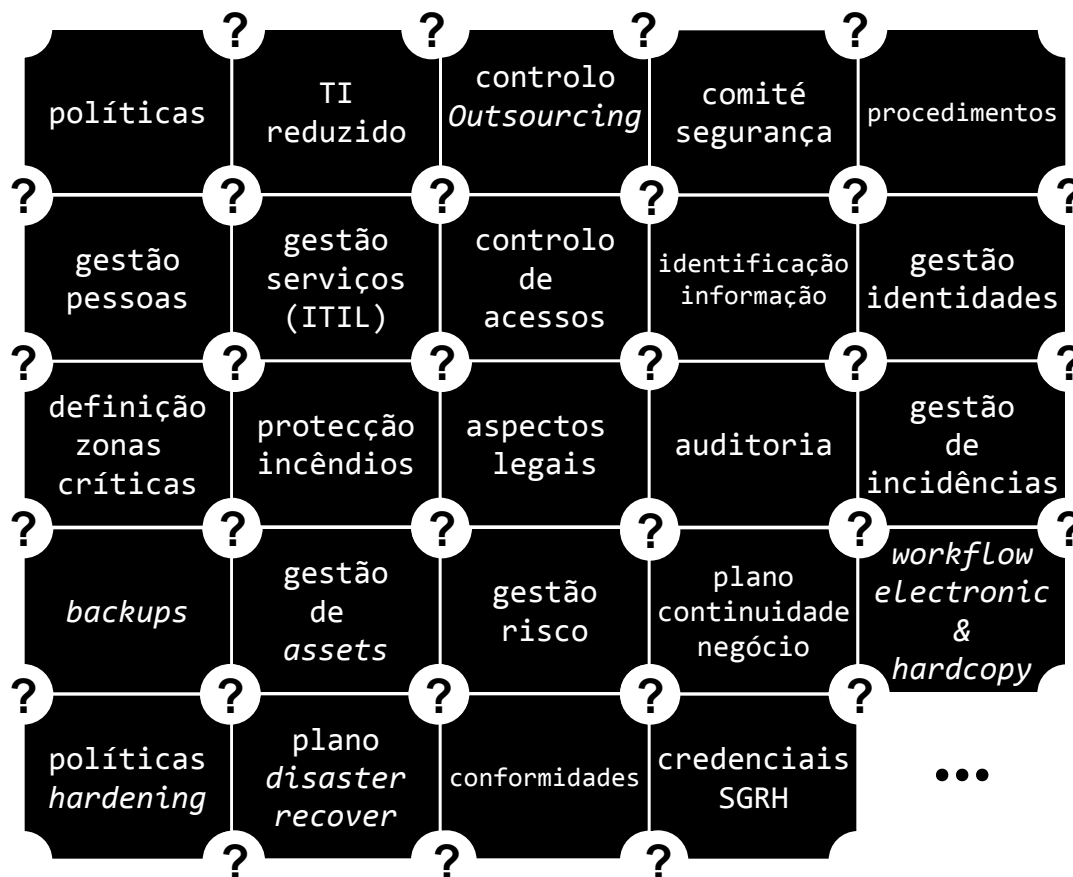 ? ? ? ?
políticas
TI
reduzido
controlo
Outsourcing
comité
segurança
procedimentos
? ? ? ? ? ?
gestão
pessoas
gestão
serviços
(ITIL)
controlo
de
acessos
identificação
informação
gestão
identidades
? ? ? ? ? ?
definição
zonas
críticas
protecção
incêndios
aspectos
legais
auditoria
gestão
de
incidências
? ? ? ? ? ?
backups
gestão
de
assets
gestão
risco
plano
continuidade
negócio
workflow
electronic
&
hardcopy
? ? ? ? ?
políticas
hardening
plano
disaster
recover
conformidades
credenciais
SGRH
...
? ? ?